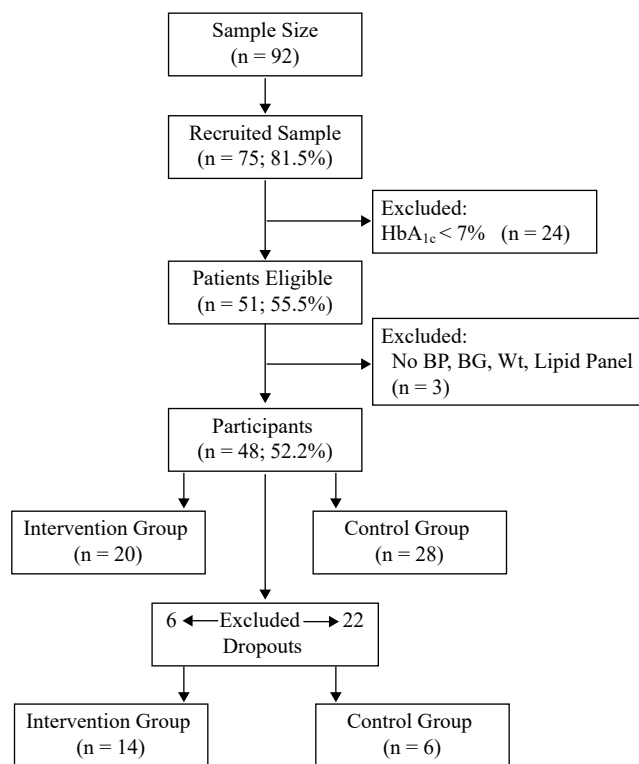 Sample Size
(n = 92)
Recruited Sample
(n = 75; 81.5%)
Excluded:
HbA1c < 7% (n = 24)
Patients Eligible
(n = 51; 55.5%)
Excluded:
No BP, BG, Wt, Lipid Panel
(n = 3)
Participants
(n = 48; 52.2%)
Intervention Group
(n = 20)
Control Group
(n = 28)
6 Excluded 22
Dropouts
Intervention Group
(n = 14)
Control Group
(n = 6)